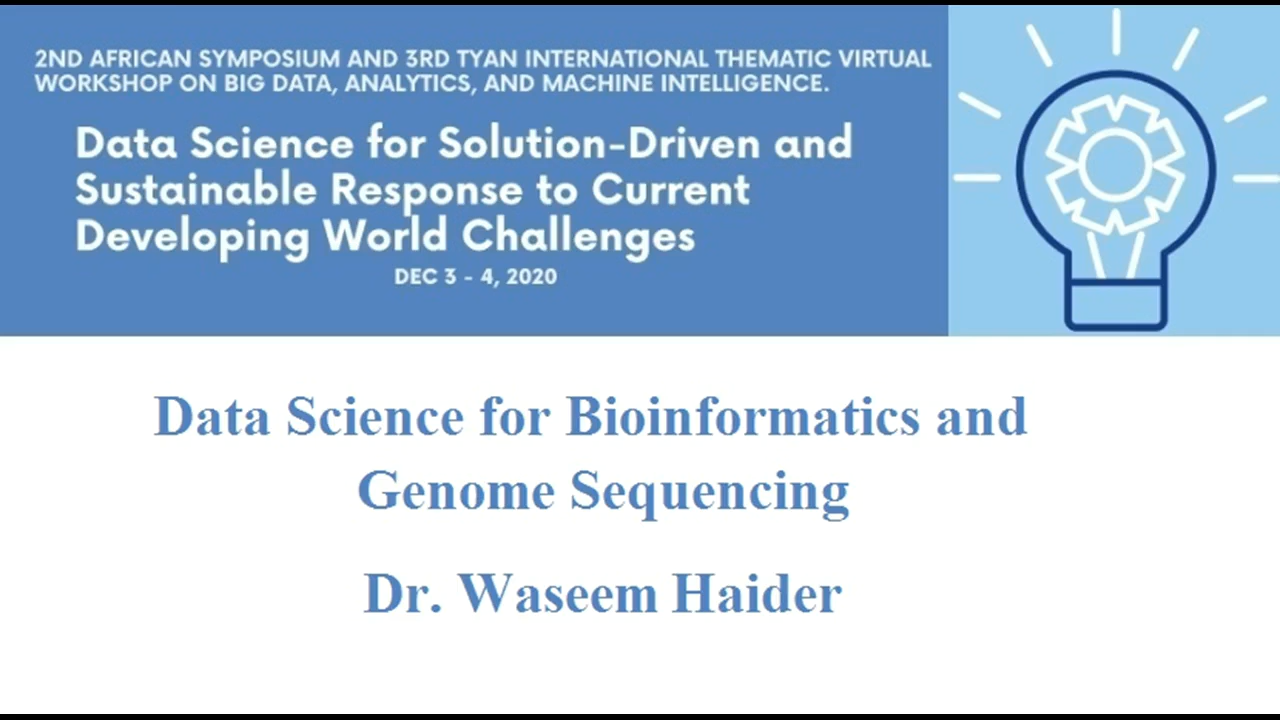 2ND AFRICAN SYMPOSIUM AND 3RD TYAN INTERNATIONAL THEMATIC VIRTUAL
WORKSHOP ON BIG DATA, ANALYTICS, AND MACHINE INTELLIGENCE.
Data Science for Solution-Driven and
Sustainable Response to Current
Developing World Challenges
DEC 3 - 4, 2020
Data Science for Bioinformatics and
Genome Sequencing
Dr. Waseem Haider